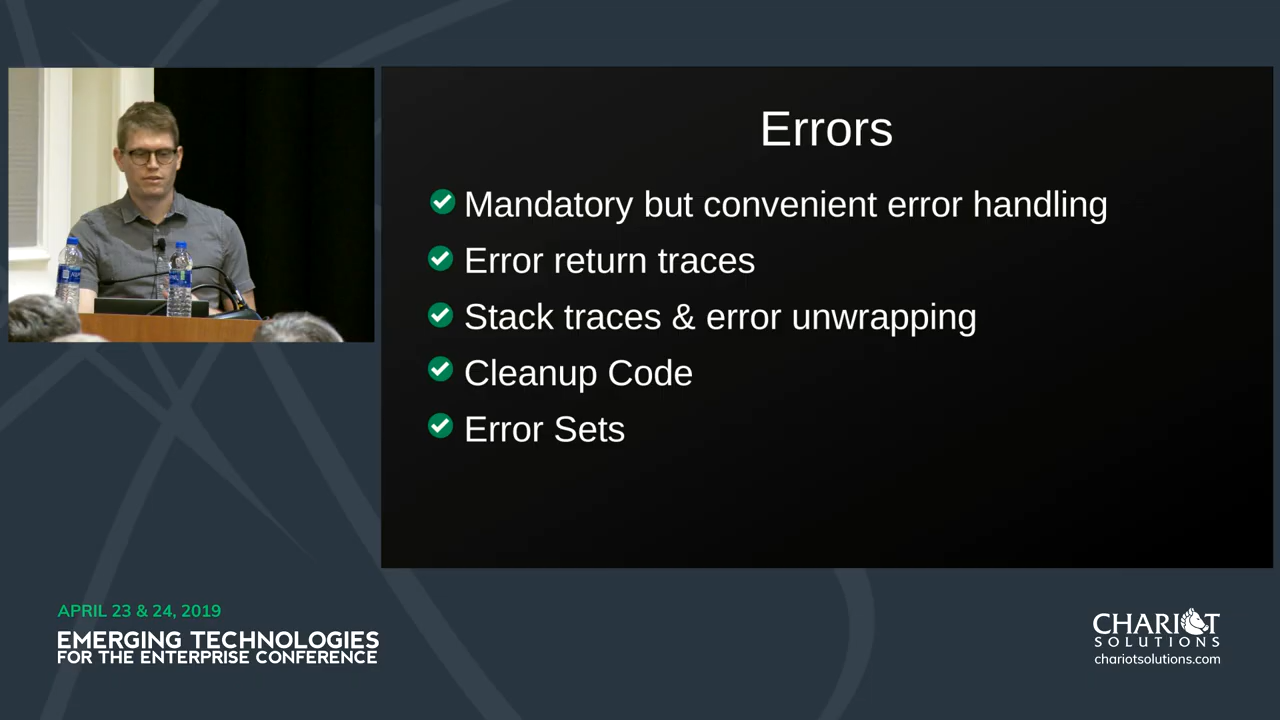 Errors
Mandatory but convenient error handling
Error return traces
Stack traces & error unwrapping
Cleanup Code
Error Sets
APRIL 23 & 24, 2019
EMERGING TECHNOLOGIES
FOR THE ENTERPRISE CONFERENCE
CHARIOT
SOLUTIONS
chariotsolutions.com